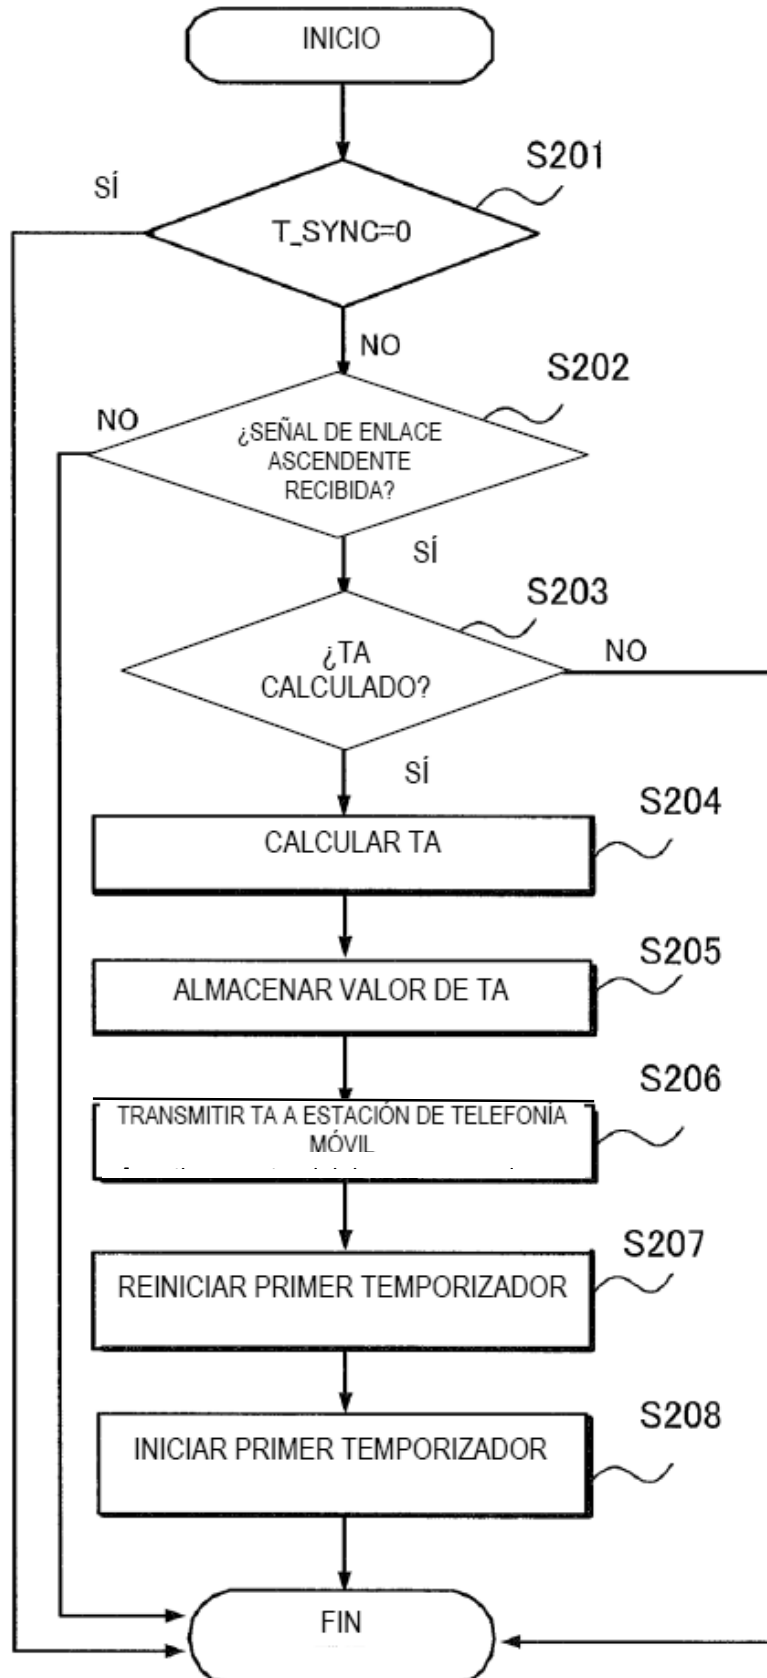 INICIO
S201
SÍ
T_SYNC=0
NO
S202
NO
¿SEÑAL DE ENLACE
ASCENDENTE
RECIBIDA?
SÍ
S203
¿TA
CALCULADO?
NO
SÍ
S204
CALCULAR TA
S205
ALMACENAR VALOR DE TA
S206
TRANSMITIR TA A ESTACIÓN DE TELEFONÍA
MÓVIL
S207
REINICIAR PRIMER TEMPORIZADOR
S208
INICIAR PRIMER TEMPORIZADOR
FIN